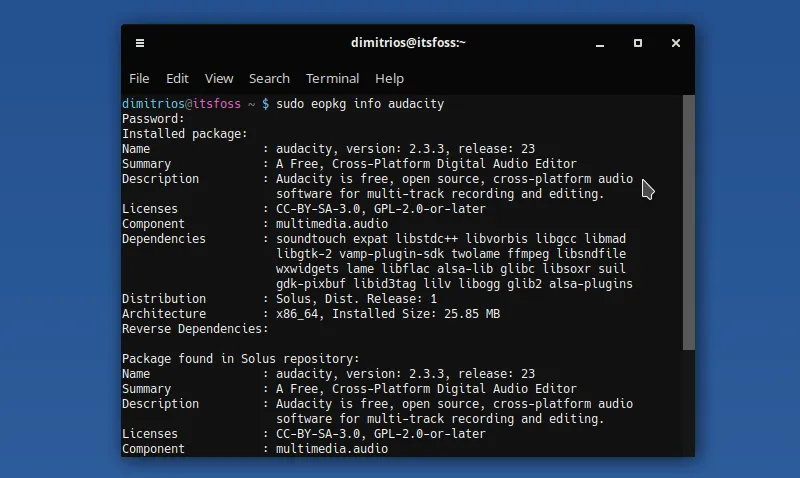 dimitrios@itsfoss:~
File Edit View Search Terminal Help
dimitrios@itsfoss ~ $ sudo eopkg info audacity
Password:
Installed package:
Name : audacity, version: 2.3.3, release: 23
Summary : A Free, Cross-Platform Digital Audio Editor
Description : Audacity is free, open source, cross-platform audio
software for multi-track recording and editing.
Licenses : CC-BY-SA-3.0, GPL-2.0-or-later
Component : multimedia.audio
Dependencies : soundtouch expat libstdc++ libvorbis libgcc libmad
libgtk-2 vamp-plugin-sdk twolame ffmpeg libsndfile
wxwidgets lame libflac alsa-lib glibc libsoxr suil
gdk-pixbuf libid3tag lilv libogg glib2 alsa-plugins
Distribution : Solus, Dist. Release: 1
Architecture : x86_64, Installed Size: 25.85 MB
Reverse Dependencies:
Package found in Solus repository:
Name : audacity, version: 2.3.3, release: 23
Summary : A Free, Cross-Platform Digital Audio Editor
Description : Audacity is free, open source, cross-platform audio
software for multi-track recording and editing.
Licenses : CC-BY-SA-3.0, GPL-2.0-or-later
Component : multimedia.audio